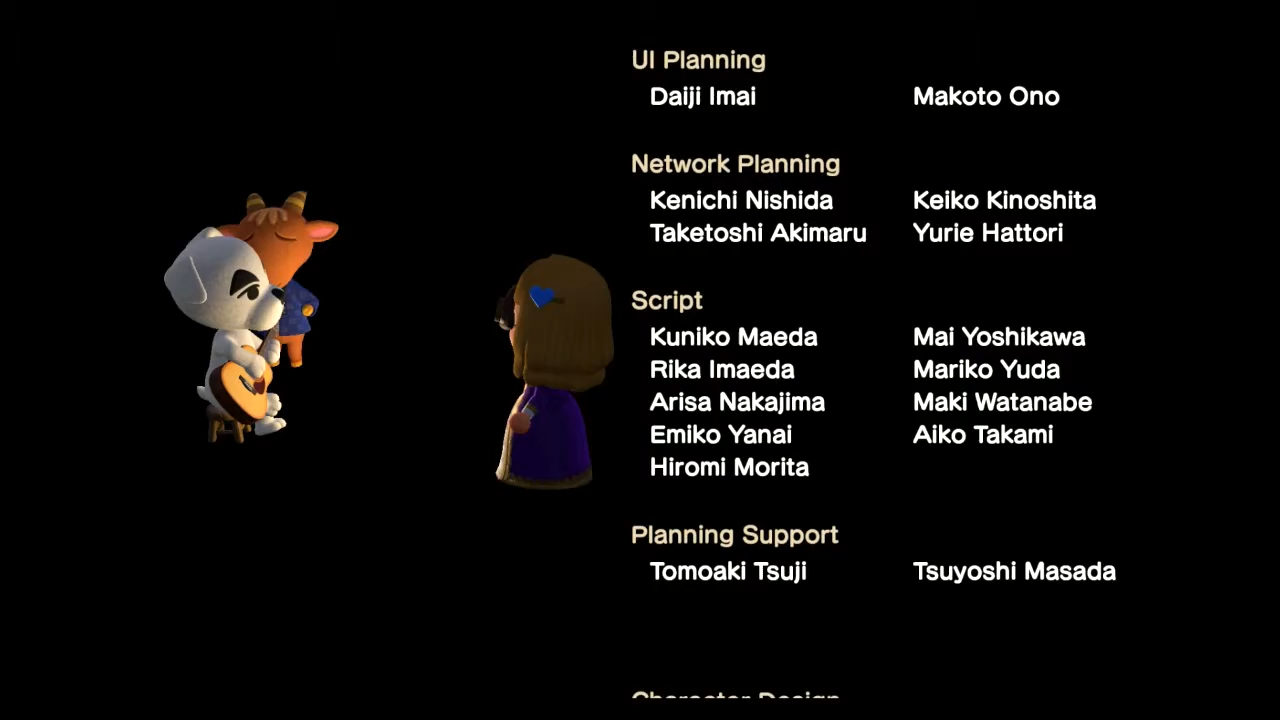 UI Planning
Daiji Imai Makoto Ono
Network Planning
Kenichi Nishida Keiko Kinoshita
Taketoshi Akimaru Yurie Hattori
Script
Kuniko Maeda Mai Yoshikawa
Rika Imaeda Mariko Yuda
Arisa Nakajima Maki Watanabe
Emiko Yanai Aiko Takami
Hiromi Morita
Planning Support
Tomoaki Tsuji Tsuyoshi Masada
Character Design